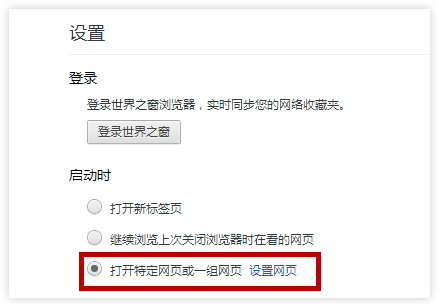 设置
登录
登录世界之窗浏览器，实时同步您的网络收藏夹。
登录世界之窗
启动时
打开新标签页
继续浏览上次关闭浏览器时在看的网页
打开特定网页或一组网页 设置网页